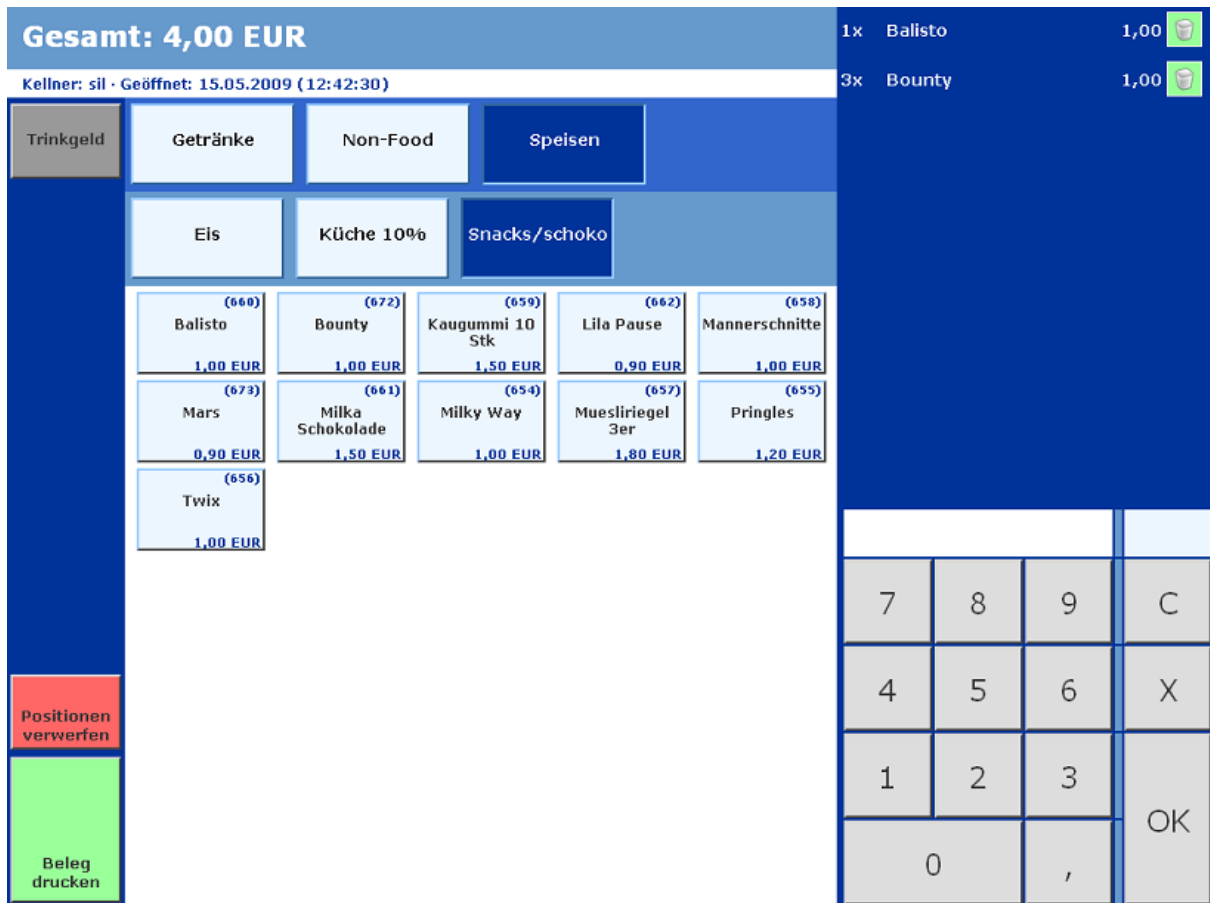 Gesamt: 4,00 EUR
Kellner: sil · Geöffnet: 15.05.2009 (12:42:30)
1x Balisto 1,00
3x Bounty 1,00
Trinkgeld
Getränke Non-Food Speisen
Eis Küche 10% Snacks/schoko
(660) (672) (659) (662) (658)
Balisto Bounty Kaugummi 10 Lila Pause Mannerschnitte
Stk
1,00 EUR 1,00 EUR 1,50 EUR 0,90 EUR 1,00 EUR
(673) (661) (654) (657) (655)
Mars Milka Milky Way Muesliriegel Pringles
Schokolade 3er
0,90 EUR 1,50 EUR 1,00 EUR 1,80 EUR 1,20 EUR
(656)
Twix
1,00 EUR
Positionen
verwerfen
Beleg
drucken
7 8 9 C
4 5 6 X
1 2 3
OK
0 ,